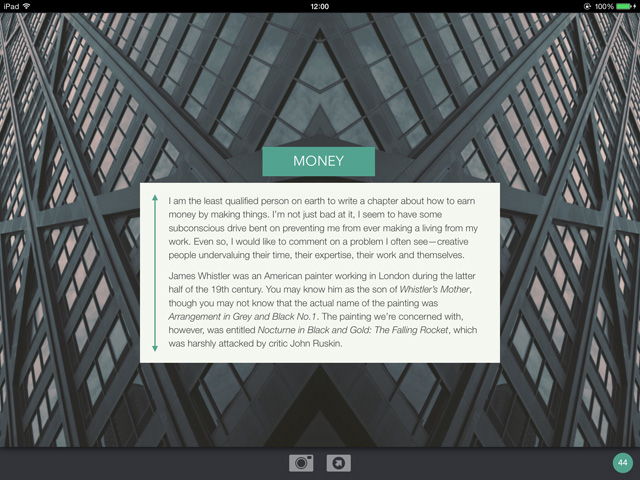 iPad 12:00 100%
MONEY
I am the least qualified person on earth to write a chapter about how to earn
money by making things. I'm not just bad at it, I seem to have some
subconscious drive bent on preventing me from ever making a living from my
work. Even so, I would like to comment on a problem I often see—creative
people undervaluing their time, their expertise, their work and themselves.
James Whistler was an American painter working in London during the latter
half of the 19th century. You may know him as the son of Whistler's Mother,
though you may not know that the actual name of the painting was
Arrangement in Grey and Black No.1. The painting we're concerned with,
however, was entitled Nocturne in Black and Gold: The Falling Rocket, which
was harshly attacked by critic John Ruskin.
44